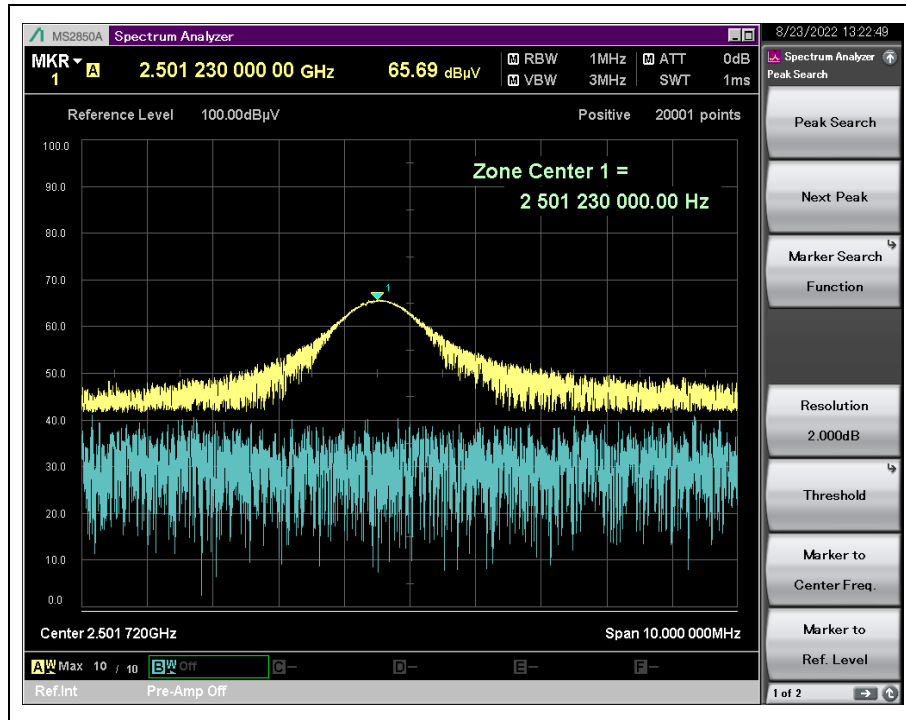 MS2850A Spectrum Analyzer
8/23/2022 13:22:49
MKR 1 A 2.501 230 000 00 GHz 65.69 dBµV
M RBW 1MHz M ATT 0dB
M VBW 3MHz SWT 1ms
Spectrum Analyzer
Peak Search
Reference Level 100.00dBµV Positive 20001 points
Zone Center 1 =
2 501 230 000.00 Hz
100.0
90.0
80.0
70.0
60.0
50.0
40.0
30.0
20.0
10.0
0.0
1
Center 2.501 720GHz Span 10.000 000MHz
A W Max 10 / 10 B W Off C- D- E- F-
Ref.Int Pre-Amp Off
Peak Search
Next Peak
Marker Search
Function
Resolution
2.000dB
Threshold
Marker to
Center Freq.
Marker to
Ref. Level
1 of 2